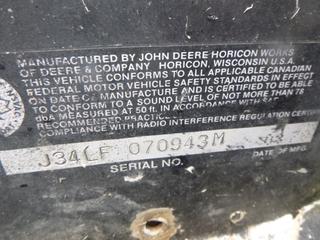 MANUFACTURED BY JOHN DEERE HORICON WORKS
OF DEERE & COMPANY HORICON, WISCONSIN U.S.A.
THIS VEHICLE CONFORMS TO ALL APPLICABLE CANADIAN
FEDERAL MOTOR VEHICLE SAFETY STANDARDS IN EFFECT
ON DATE OF MANUFACTURE AND IS CERTIFIED
TO CONFORM TO A SOUND LEVEL OF NOT MORE THAN 78
dbA MEASURED AT 50 ft. IN ACCORDANCE WITH SAE
RECOMMENDED PRACTICE
COMPLIANCE WITH RADIO INTERFERENCE REGULATION
J34LF 070943M
SERIAL NO.
DATE OF MFG.